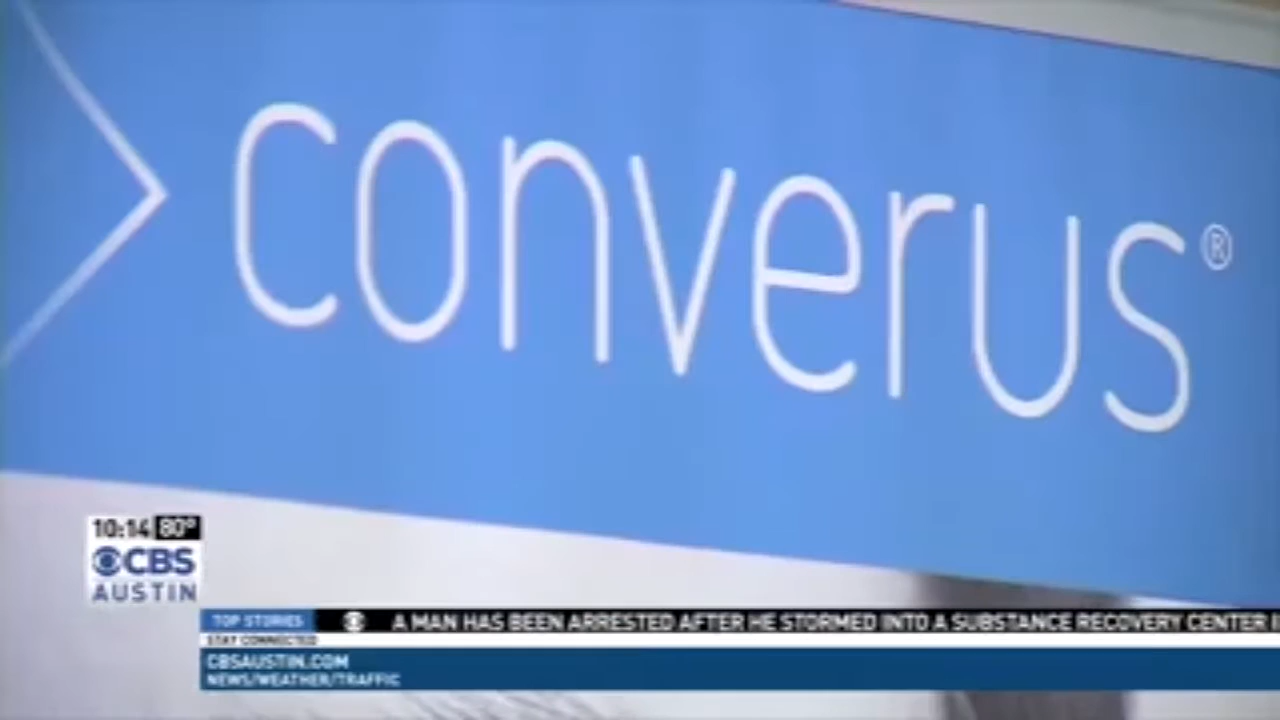 converus®
10:14 80°
CBS
AUSTIN
TOP STORIES A MAN HAS BEEN ARRESTED AFTER HE STORMED INTO A SUBSTANCE RECOVERY CENTER
STAY CONNECTED
CBSAUSTIN.COM
NEWS/WEATHER/TRAFFIC